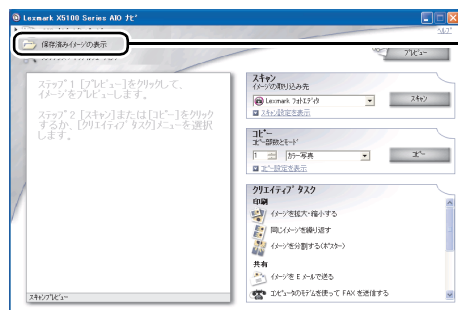 Lexmark X5100 Series AIO ナビ
ヘルプ
保存済みイメージの表示
プレビュー
ステップ 1 [プレビュー]をクリックして、
イメージをプレビューします。
ステップ 2 [スキャン]または[コピー]をクリック
するか、[クリエイティブ タスク]メニューを選択
します。
スキャンプレビュー
スキャン
イメージの取り込み先
Lexmark フォトエディタ
スキャン
スキャン設定を表示
コピー
コピー部数とモード
1
カラー写真
コピー
コピー設定を表示
クリエイティブ タスク
印刷
イメージを拡大・縮小する
同じイメージを繰り返す
イメージを分割する(ポスター)
共有
イメージを E メールで送る
コンピュータのモデムを使って FAX を送信する